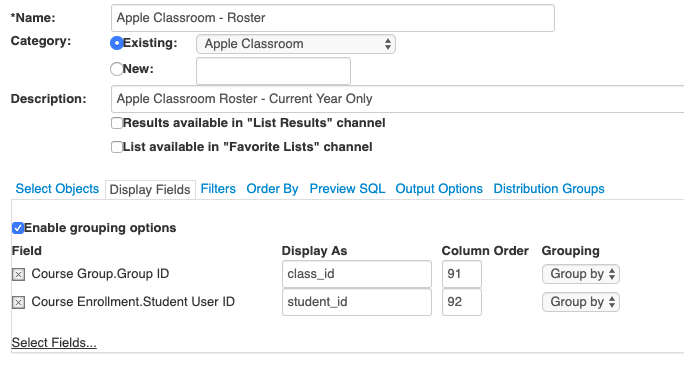 *Name: Apple Classroom - Roster
Category: Existing: Apple Classroom
New:
Description: Apple Classroom Roster - Current Year Only
Results available in "List Results" channel
List available in "Favorite Lists" channel
Select Objects Display Fields Filters Order By Preview SQL Output Options Distribution Groups
Enable grouping options
Field Display As Column Order Grouping
Course Group.Group ID class_id 91 Group by
Course Enrollment.Student User ID student_id 92 Group by
Select Fields...